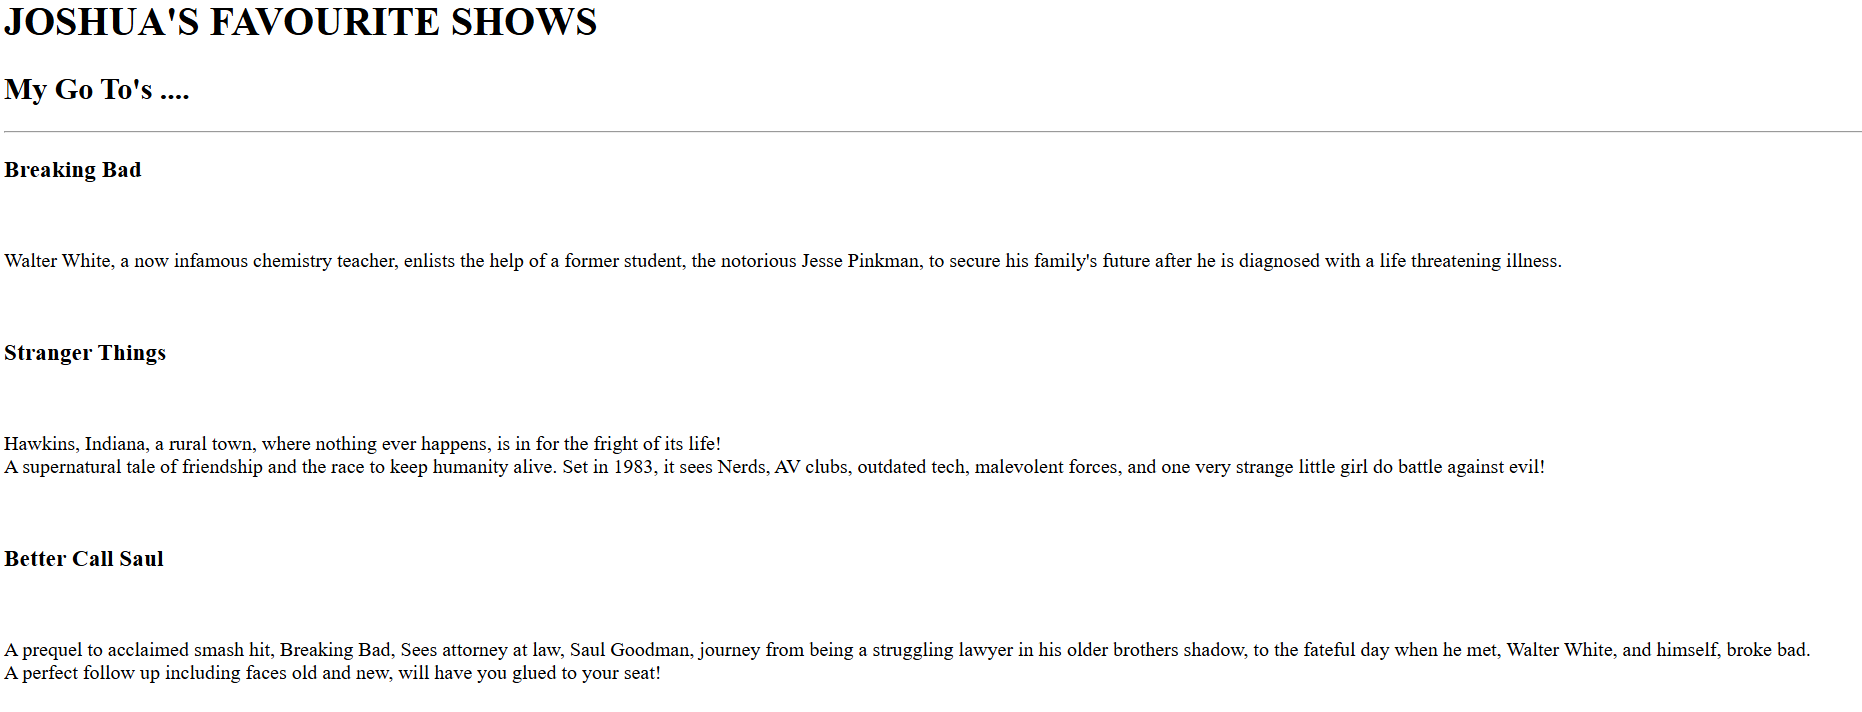 JOSHUA'S FAVOURITE SHOWS
My Go To's ....
Breaking Bad
Walter White, a now infamous chemistry teacher, enlists the help of a former student, the notorious Jesse Pinkman, to secure his family's future after he is diagnosed with a life threatening illness.
Stranger Things
Hawkins, Indiana, a rural town, where nothing ever happens, is in for the fright of its life!
A supernatural tale of friendship and the race to keep humanity alive. Set in 1983, it sees Nerds, AV clubs, outdated tech, malevolent forces, and one very strange little girl do battle against evil!
Better Call Saul
A prequel to acclaimed smash hit, Breaking Bad, Sees attorney at law, Saul Goodman, journey from being a struggling lawyer in his older brothers shadow, to the fateful day when he met, Walter White, and himself, broke bad.
A perfect follow up including faces old and new, will have you glued to your seat!